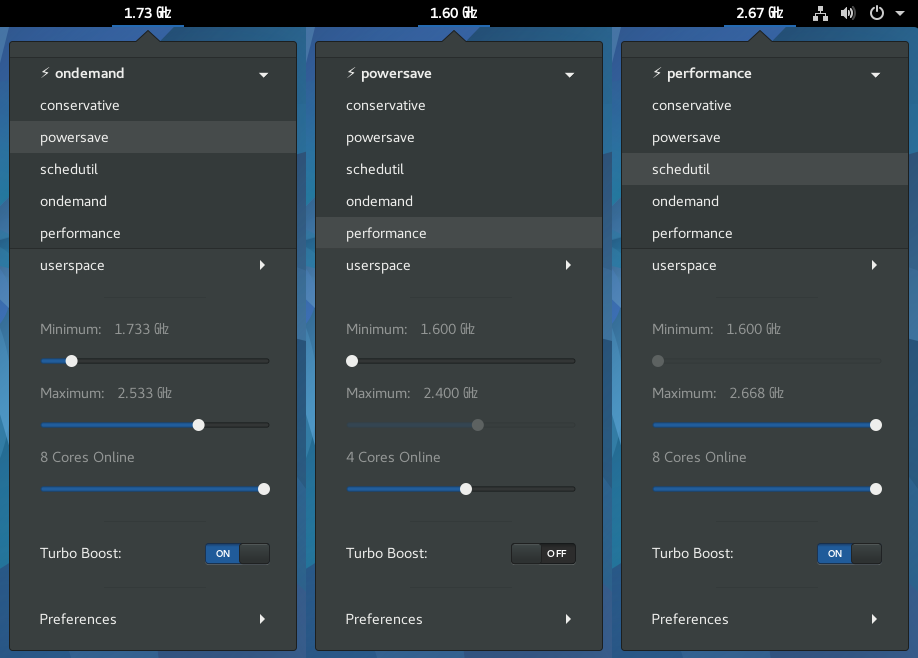 1.73 ㎓
⚡ ondemand
conservative
powersave
schedutil
ondemand
performance
userspace
Minimum: 1.733 ㎓
Maximum: 2.533 ㎓
8 Cores Online
Turbo Boost: ON
Preferences
1.60 ㎓
⚡ powersave
conservative
powersave
schedutil
ondemand
performance
userspace
Minimum: 1.600 ㎓
Maximum: 2.400 ㎓
4 Cores Online
Turbo Boost: OFF
Preferences
2.67 ㎓
⚡ performance
conservative
powersave
schedutil
ondemand
performance
userspace
Minimum: 1.600 ㎓
Maximum: 2.668 ㎓
8 Cores Online
Turbo Boost: ON
Preferences